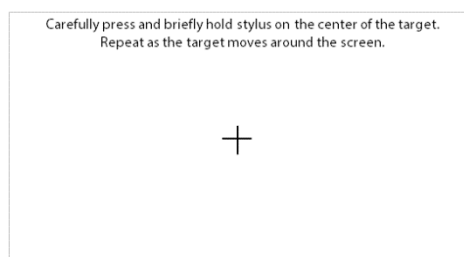 Carefully press and briefly hold stylus on the center of the target.
Repeat as the target moves around the screen.